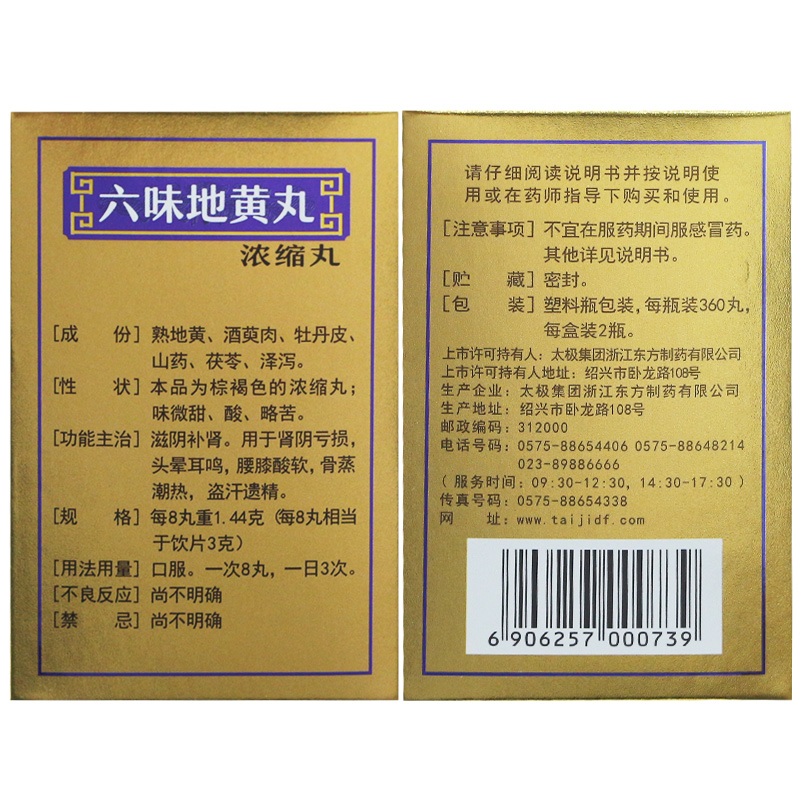 六味地黄丸
浓缩丸
[成 份] 熟地黄、酒萸肉、牡丹皮、
山药、茯苓、泽泻。
[性 状] 本品为棕褐色的浓缩丸；
味微甜、酸、略苦。
[功能主治] 滋阴补肾。用于肾阴亏损，
头晕耳鸣，腰膝酸软，骨蒸
潮热，盗汗遗精。
[规 格] 每8丸重1.44克 (每8丸相当
于饮片3克）
[用法用量] 口服。一次8丸，一日3次。
[不良反应] 尚不明确
[禁 忌] 尚不明确
请仔细阅读说明书并按说明使
用或在药师指导下购买和使用。
[注意事项] 不宜在服药期间服感冒药。
其他详见说明书。
[贮 藏] 密封。
[包 装] 塑料瓶包装，每瓶装360丸，
每盒装2瓶。
上市许可持有人：太极集团浙江东方制药有限公司
上市许可持有人地址：绍兴市卧龙路108号
生产企业：太极集团浙江东方制药有限公司
生产地址：绍兴市卧龙路108号
邮政编码：312000
电话号码：0575-88654406 0575-88648214
023-89886666
（服务时间：09:30-12:30, 14:30-17:30）
传真号码：0575-88654338
网 址：www.taijidf.com
6 906257 000739